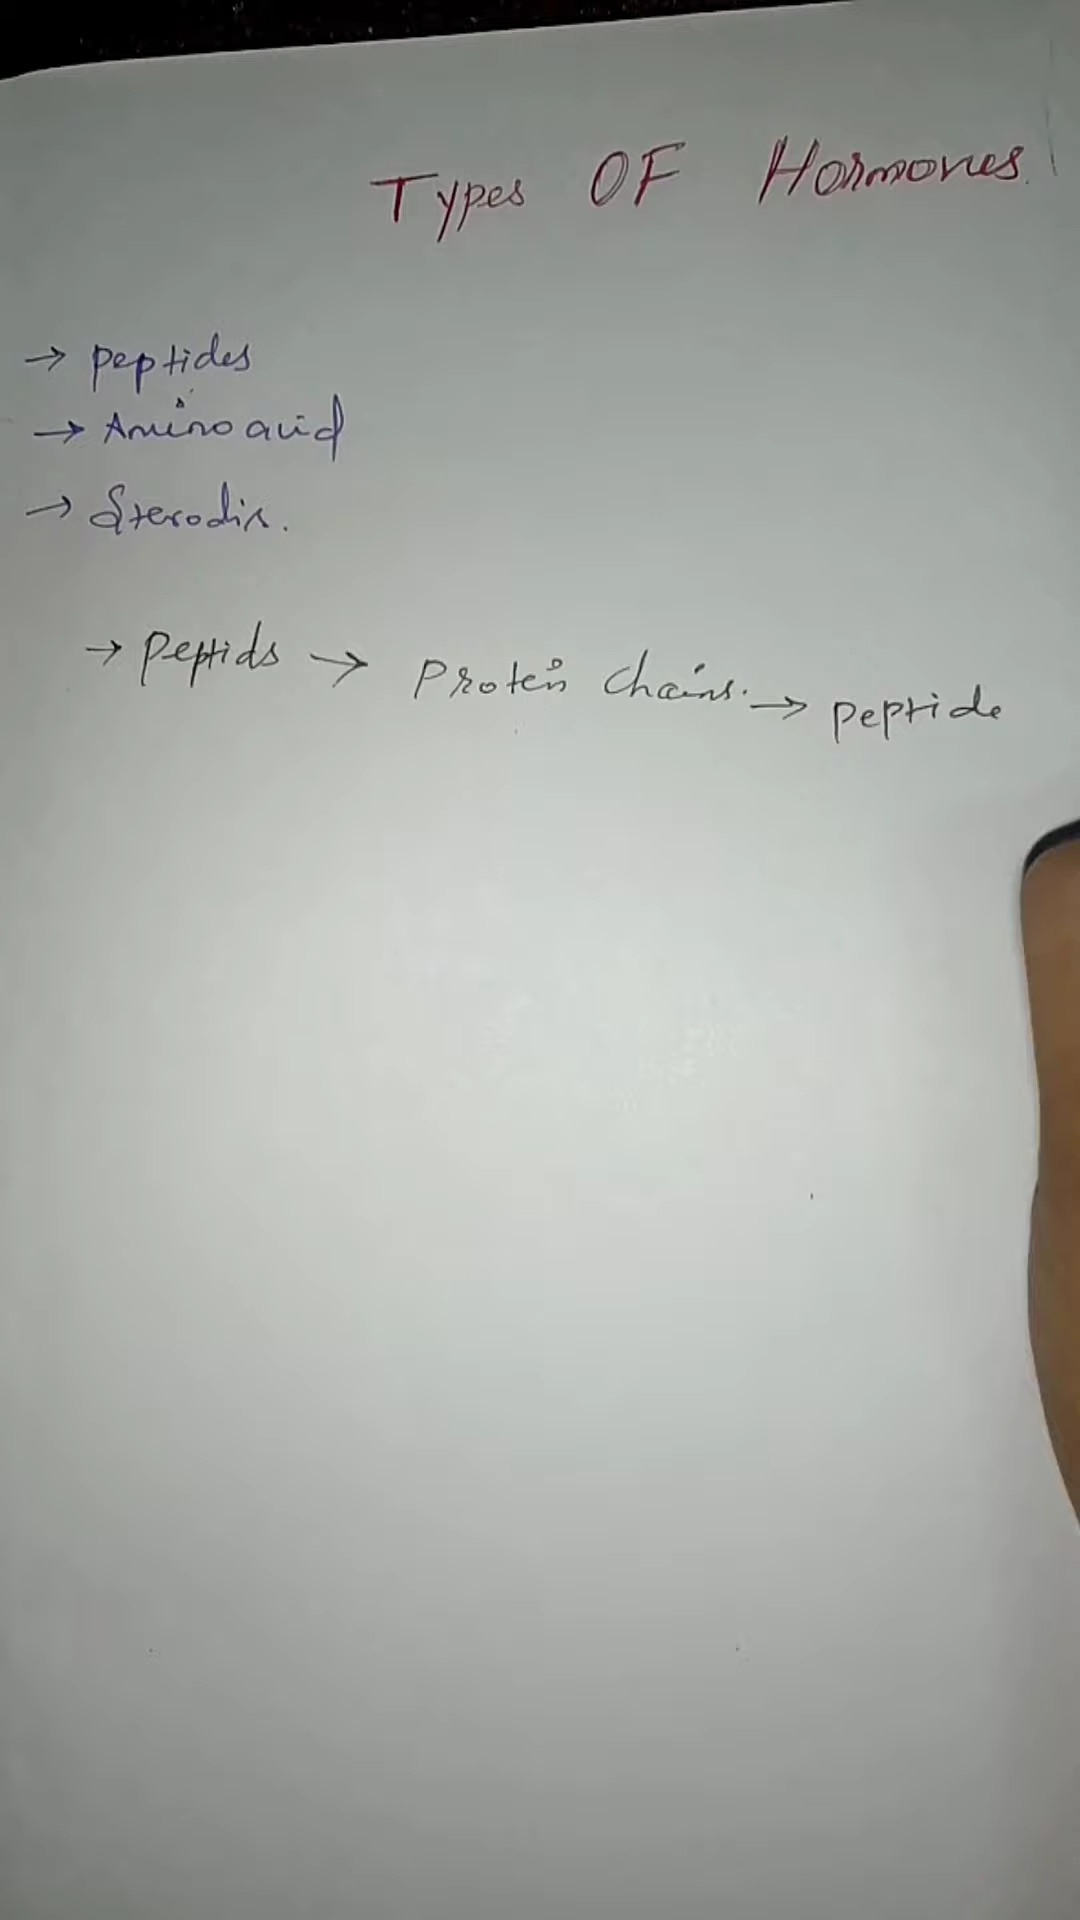 Types OF Hormones
→ peptides
→ Amino acid
→ Sterodis.
→ Peptids → Protein Chains. → peptide